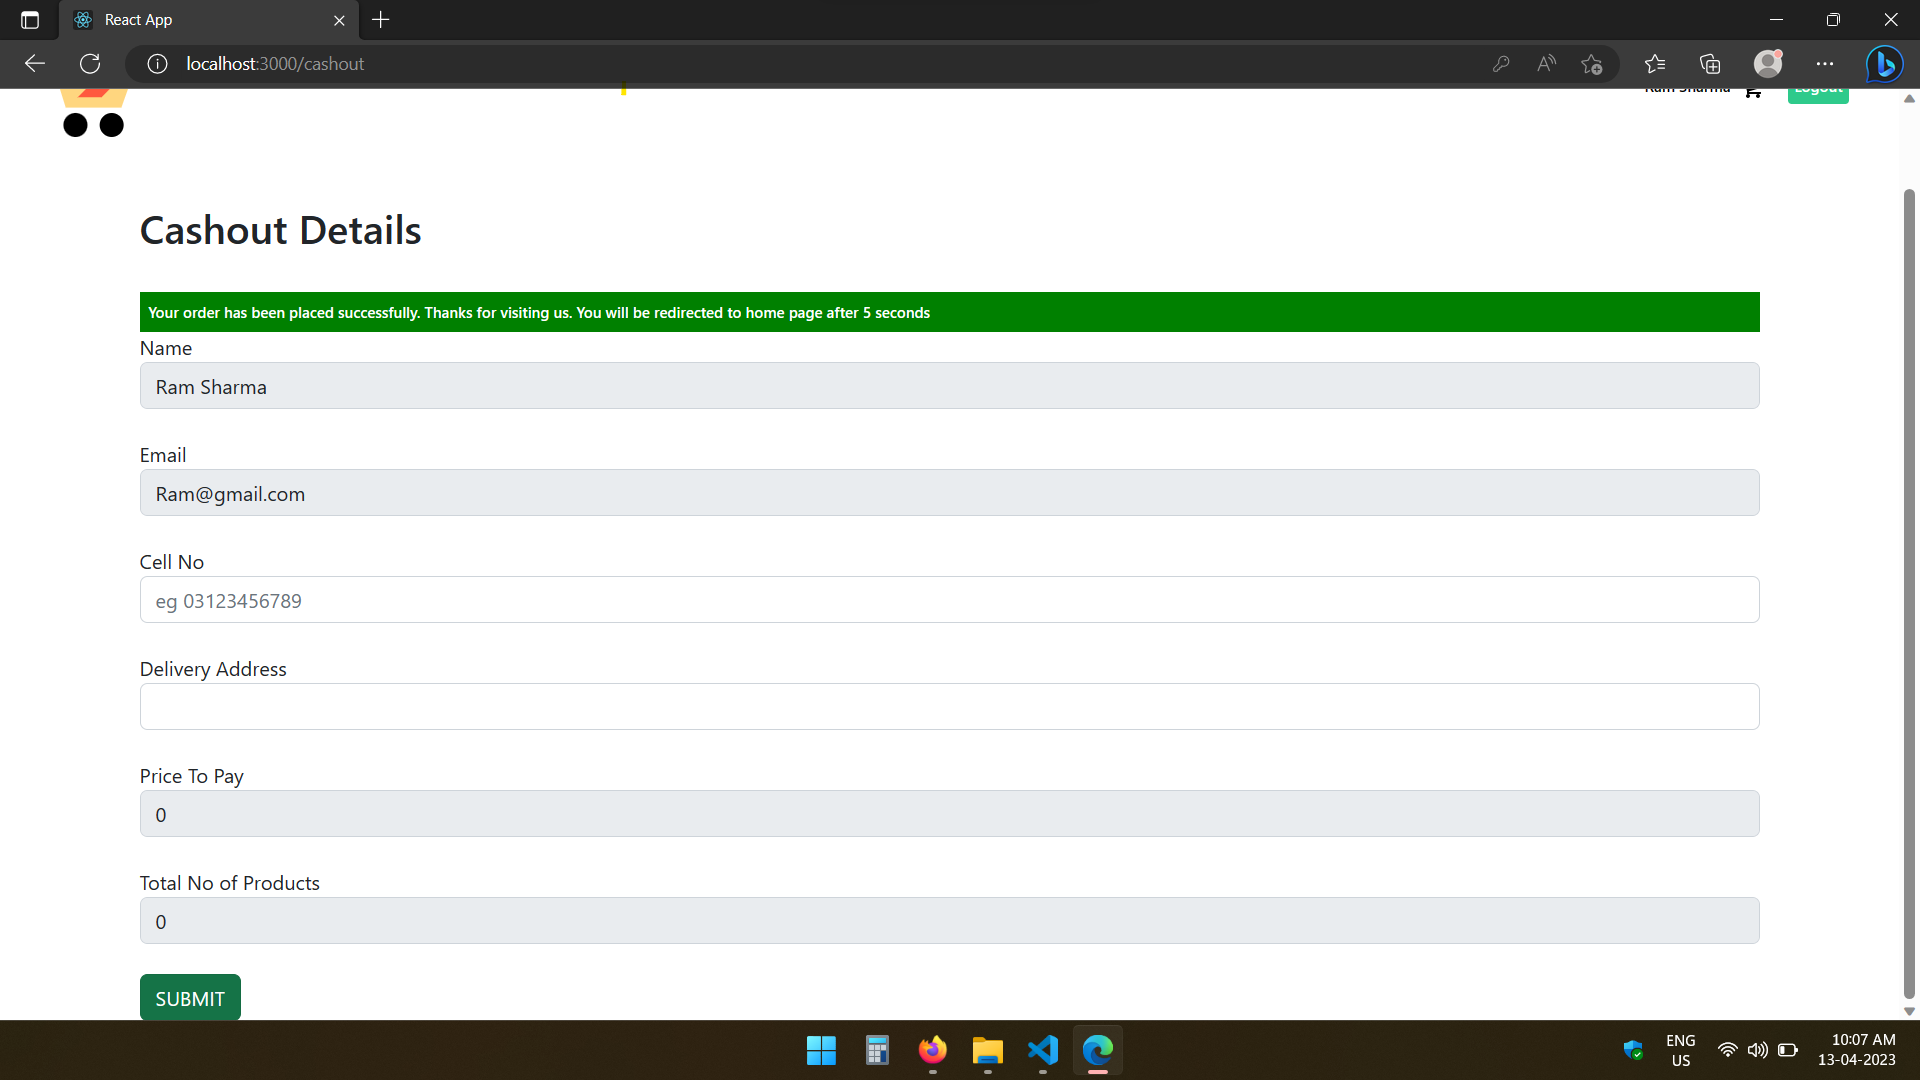 React App
localhost:3000/cashout
Ram Sharma
Logout
Cashout Details
Your order has been placed successfully. Thanks for visiting us. You will be redirected to home page after 5 seconds
Name
Ram Sharma
Email
Ram@gmail.com
Cell No
eg 03123456789
Delivery Address
Price To Pay
0
Total No of Products
0
SUBMIT
ENG
US
10:07 AM
13-04-2023